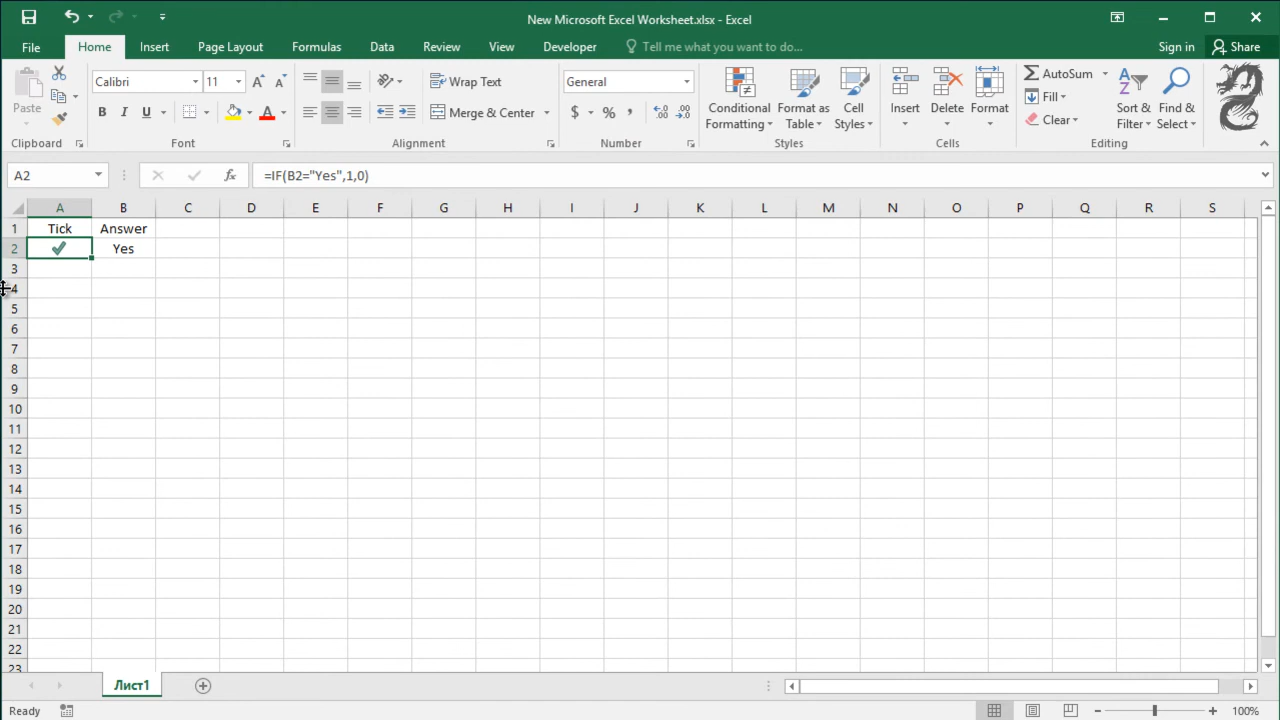 New Microsoft Excel Worksheet.xlsx - Excel
File Home Insert Page Layout Formulas Data Review View Developer Tell me what you want to do... Sign in Share
Calibri 11 Wrap Text General AutoSum
Paste Conditional Formatting Format as Table Cell Styles Insert Delete Format Fill Sort & Filter Find & Select
B I U A Merge & Center $ % , Clear
Clipboard Font Alignment Number Styles Cells Editing
A2 fx =IF(B2="Yes",1,0)
A B C D E F G H I J K L M N O P Q R S
1 Tick Answer
2 ✔ Yes
3
4
5
6
7
8
9
10
11
12
13
14
15
16
17
18
19
20
21
22
23
Лист1
Ready 100%